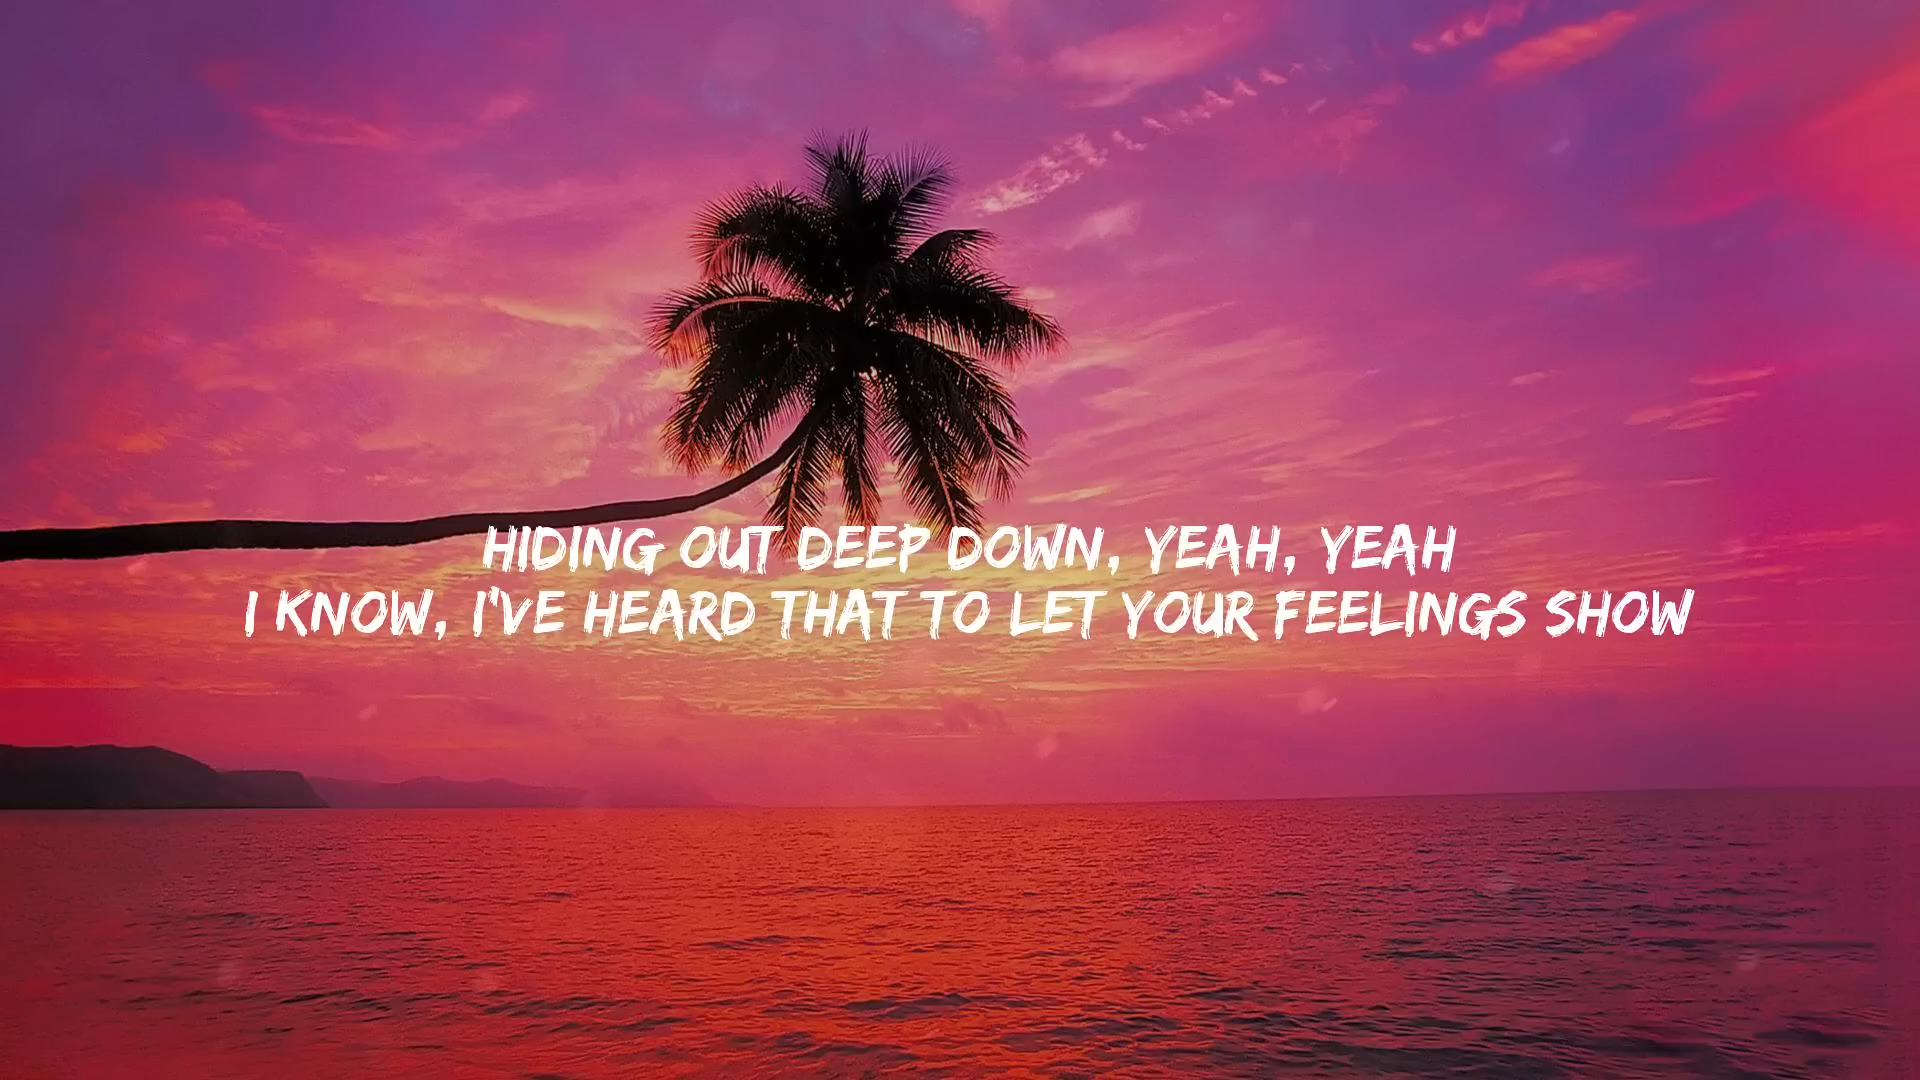 HIDING OUT DEEP DOWN, YEAH, YEAH
I KNOW, I'VE HEARD THAT TO LET YOUR FEELINGS SHOW